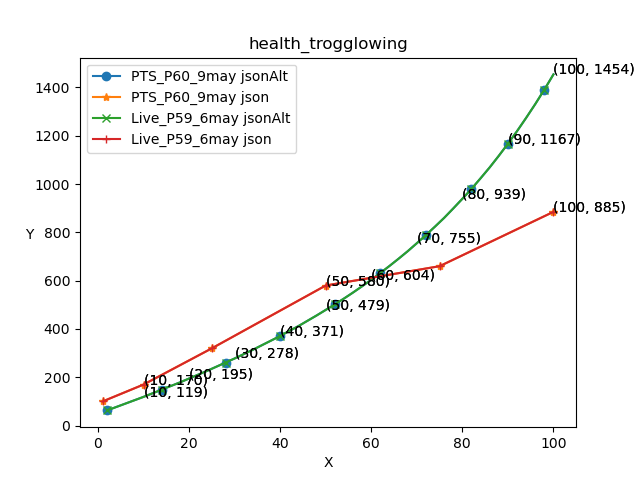 health_trogglowing
PTS_P60_9may jsonAlt
PTS_P60_9may json
Live_P59_6may jsonAlt
Live_P59_6may json
(100, 1454)
(90, 1167)
(80, 939)
(100, 885)
(70, 755)
(60, 604)
(50, 580)
(50, 479)
(40, 371)
(30, 278)
(20, 195)
(10, 170)
(10, 119)
Y
1400
1200
1000
800
600
400
200
0
0 20 40 60 80 100
X